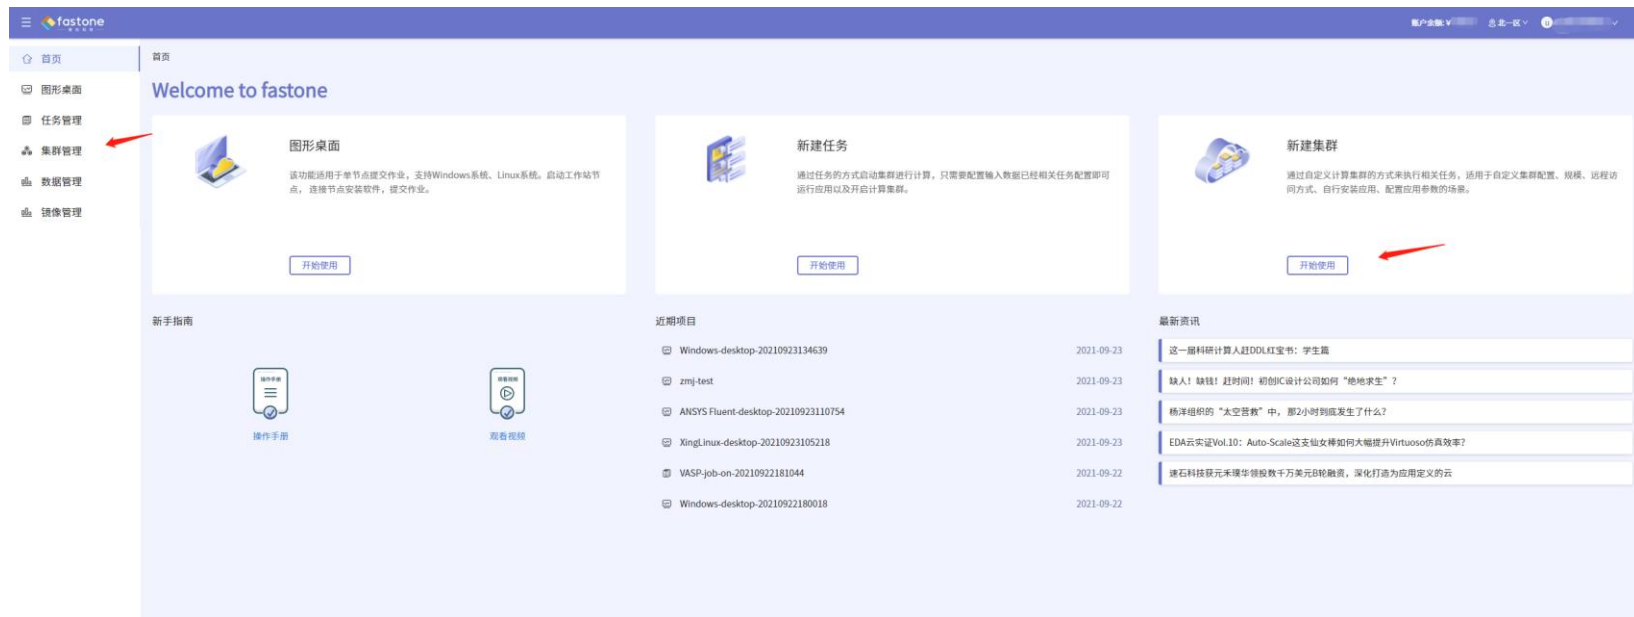 fastone
账户余额:¥
北一区
U
首页
图形桌面
任务管理
集群管理
数据管理
镜像管理
首页
Welcome to fastone
图形桌面
该功能适用于单节点提交作业，支持Windows系统、Linux系统。启动工作站节
点， 连接节点安装软件，提交作业。
开始使用
新建任务
通过任务的方式启动集群进行计算，只需要配置输入数据已经相关任务配置即可
运行应用以及开启计算集群。
开始使用
新建集群
通过自定义计算集群的方式来执行相关任务，适用于自定义集群配置、规模、远程访
问方式、自行安装应用、配置应用参数的场景。
开始使用
新手指南
操作手册
操作手册
观看视频
观看视频
近期项目
Windows-desktop-20210923134639 2021-09-23
zmj-test 2021-09-23
ANSYS Fluent-desktop-20210923110754 2021-09-23
XingLinux-desktop-20210923105218 2021-09-23
VASP-job-on-20210922181044 2021-09-22
Windows-desktop-20210922180018 2021-09-22
最新资讯
这一届科研计算人赶DDL红宝书：学生篇
缺人！缺钱！赶时间！初创IC设计公司如何“绝地求生”？
杨洋组织的“太空营救”中， 那2小时到底发生了什么？
EDA云实证Vol.10：Auto-Scale这支仙女棒如何大幅提升Virtuoso仿真效率?
速石科技获元禾璞华领投数千万美元B轮融资，深化打造为应用定义的云